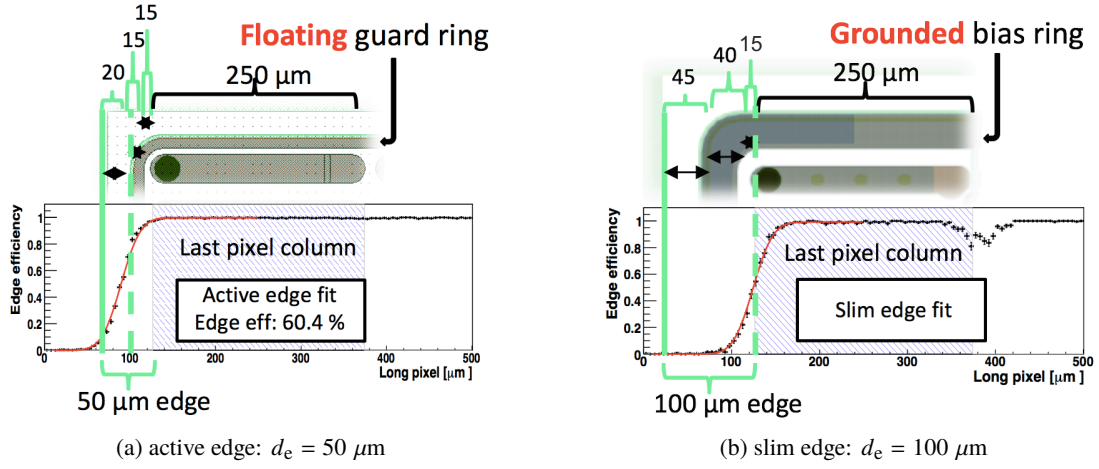 15
15
20
Floating guard ring
250 μm
Edge efficiency
1
0.8
0.6
0.4
0.2
0
Last pixel column
Active edge fit
Edge eff: 60.4 %
0 100 200 300 400 500
Long pixel [μm]
50 μm edge
(a) active edge: dₑ = 50 μm
Grounded bias ring
45
40
15
250 μm
Edge efficiency
1
0.8
0.6
0.4
0.2
0
Last pixel column
Slim edge fit
0 100 200 300 400 500
Long pixel [μm]
100 μm edge
(b) slim edge: dₑ = 100 μm